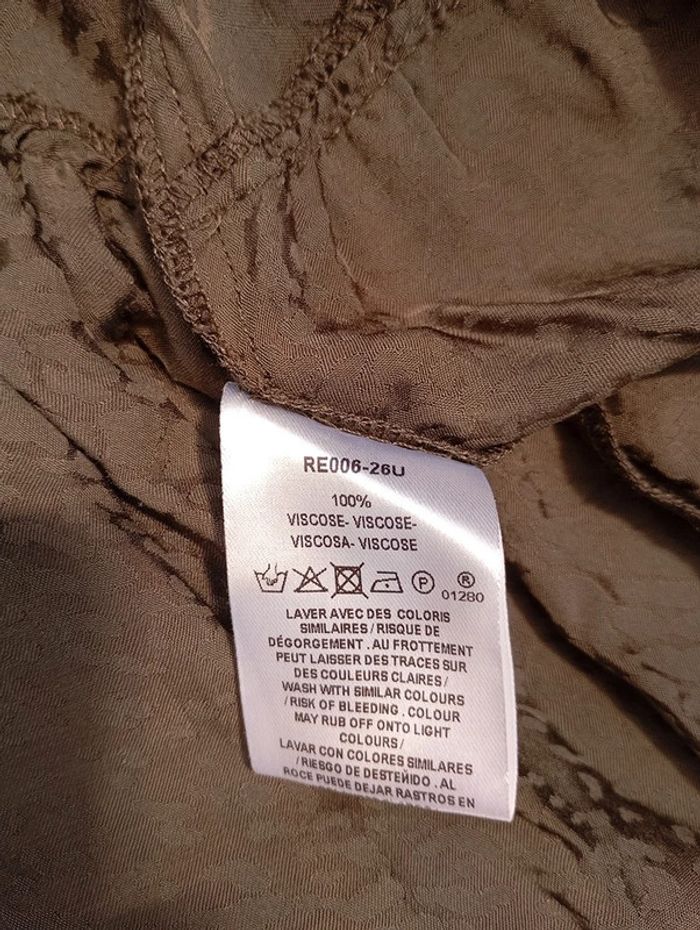 RE006-26U
100%
VISCOSE- VISCOSE-
VISCOSA- VISCOSE
P ®
01280
LAVER AVEC DES COLORIS
SIMILAIRES / RISQUE DE
DÉGORGEMENT . AU FROTTEMENT
PEUT LAISSER DES TRACES SUR
DES COULEURS CLAIRES /
WASH WITH SIMILAR COLOURS
/ RISK OF BLEEDING . COLOUR
MAY RUB OFF ONTO LIGHT
COLOURS /
LAVAR CON COLORES SIMILARES
/ RIESGO DE DESTEÑIDO . AL
ROCE PUEDE DEJAR RASTROS EN